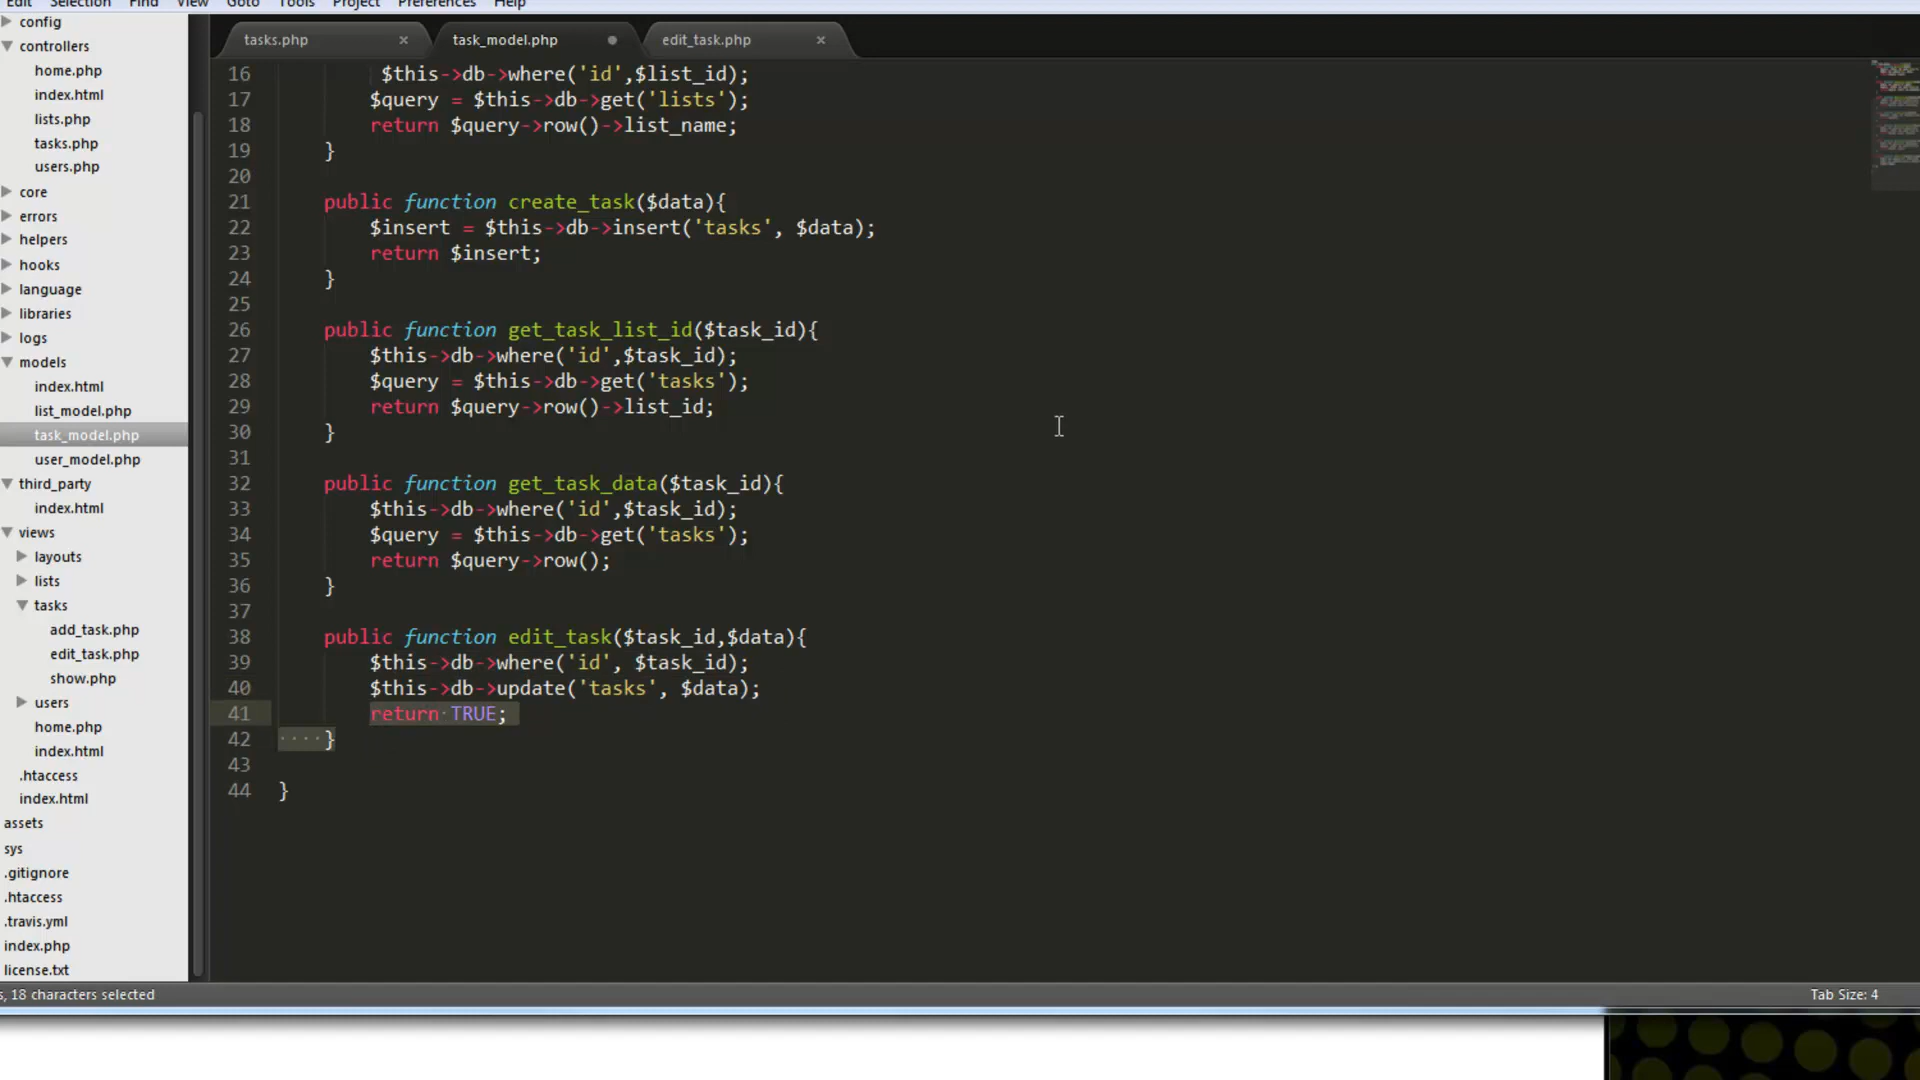 Edit Selection Find View Goto Tools Project Preferences Help
config
controllers
home.php
index.html
lists.php
tasks.php
users.php
core
errors
helpers
hooks
language
libraries
logs
models
index.html
list_model.php
task_model.php
user_model.php
third_party
index.html
views
layouts
lists
tasks
add_task.php
edit_task.php
show.php
users
home.php
index.html
.htaccess
index.html
assets
sys
.gitignore
.htaccess
.travis.yml
index.php
license.txt
tasks.php task_model.php edit_task.php
16 $this->db->where('id',$list_id);
17 $query = $this->db->get('lists');
18 return $query->row()->list_name;
19 }
20
21 public function create_task($data){
22 $insert = $this->db->insert('tasks', $data);
23 return $insert;
24 }
25
26 public function get_task_list_id($task_id){
27 $this->db->where('id',$task_id);
28 $query = $this->db->get('tasks');
29 return $query->row()->list_id;
30 }
31
32 public function get_task_data($task_id){
33 $this->db->where('id',$task_id);
34 $query = $this->db->get('tasks');
35 return $query->row();
36 }
37
38 public function edit_task($task_id,$data){
39 $this->db->where('id', $task_id);
40 $this->db->update('tasks', $data);
41 return TRUE;
42 }
43
44 }
s, 18 characters selected
Tab Size: 4